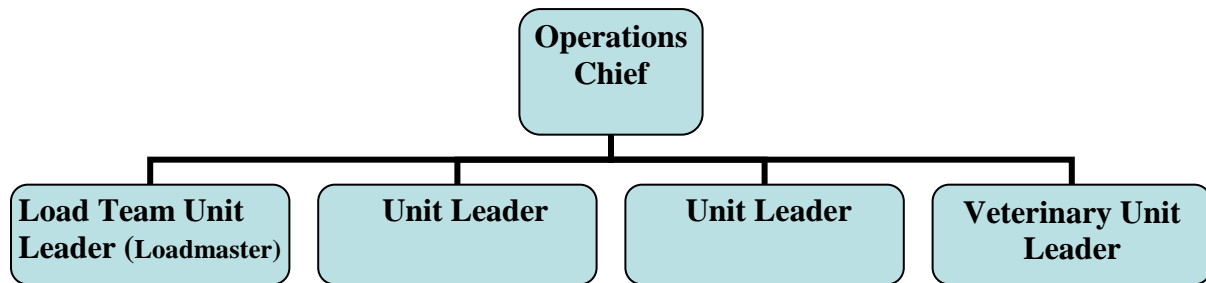 Operations
Chief
Load Team Unit
Leader (Loadmaster)
Unit Leader
Unit Leader
Veterinary Unit
Leader